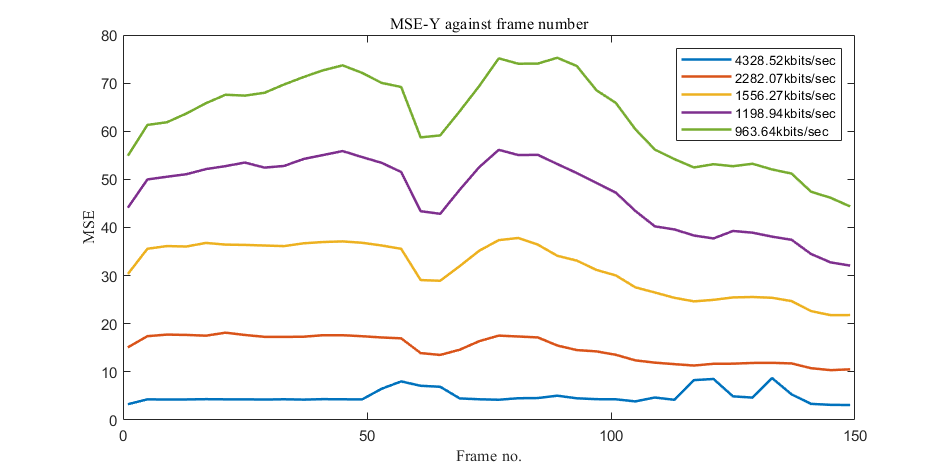 MSE-Y against frame number
80
70
60
50
40
30
20
10
0
MSE
4328.52kbits/sec
2282.07kbits/sec
1556.27kbits/sec
1198.94kbits/sec
963.64kbits/sec
0 50 100 150
Frame no.